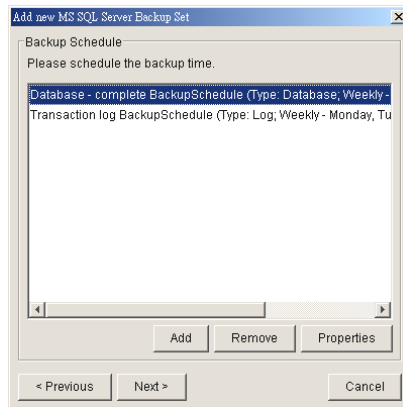 Add new MS SQL Server Backup Set
Backup Schedule
Please schedule the backup time.
Database - complete BackupSchedule (Type: Database; Weekly -
Transaction log BackupSchedule (Type: Log; Weekly - Monday, Tu
Add Remove Properties
< Previous Next > Cancel